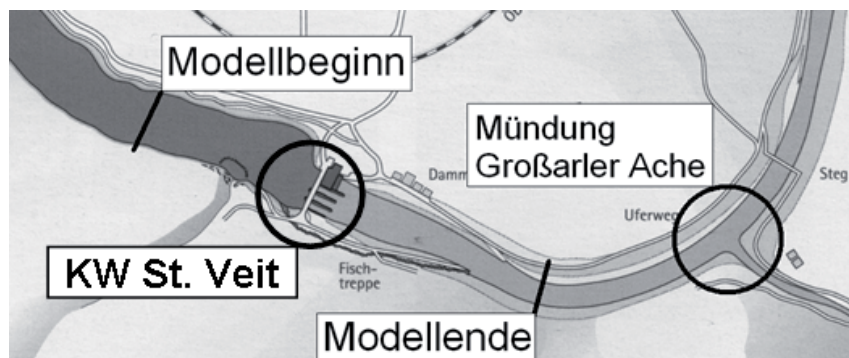 Modellbeginn
Mündung
Großarler Ache
Damm
Steg
Uferweg
KW St. Veit
Fisch-
treppe
Modellende